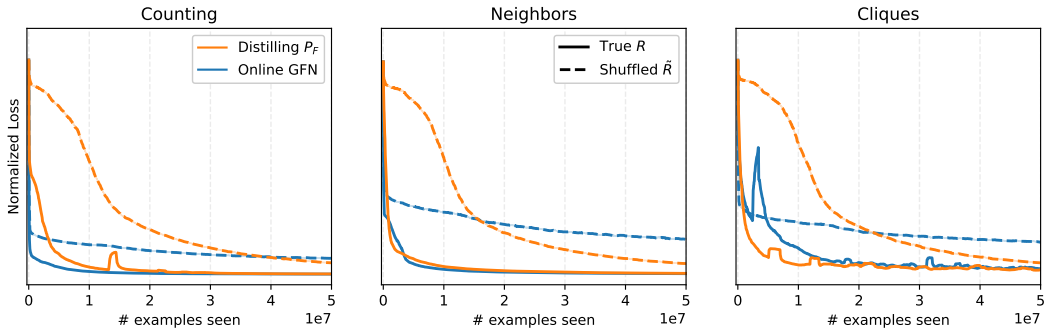 Counting
Neighbors
Cliques
Normalized Loss
Distilling P_F
Online GFN
True R
Shuffled R̃
0 1 2 3 4 5
0 1 2 3 4 5
0 1 2 3 4 5
# examples seen 1e7
# examples seen 1e7
# examples seen 1e7